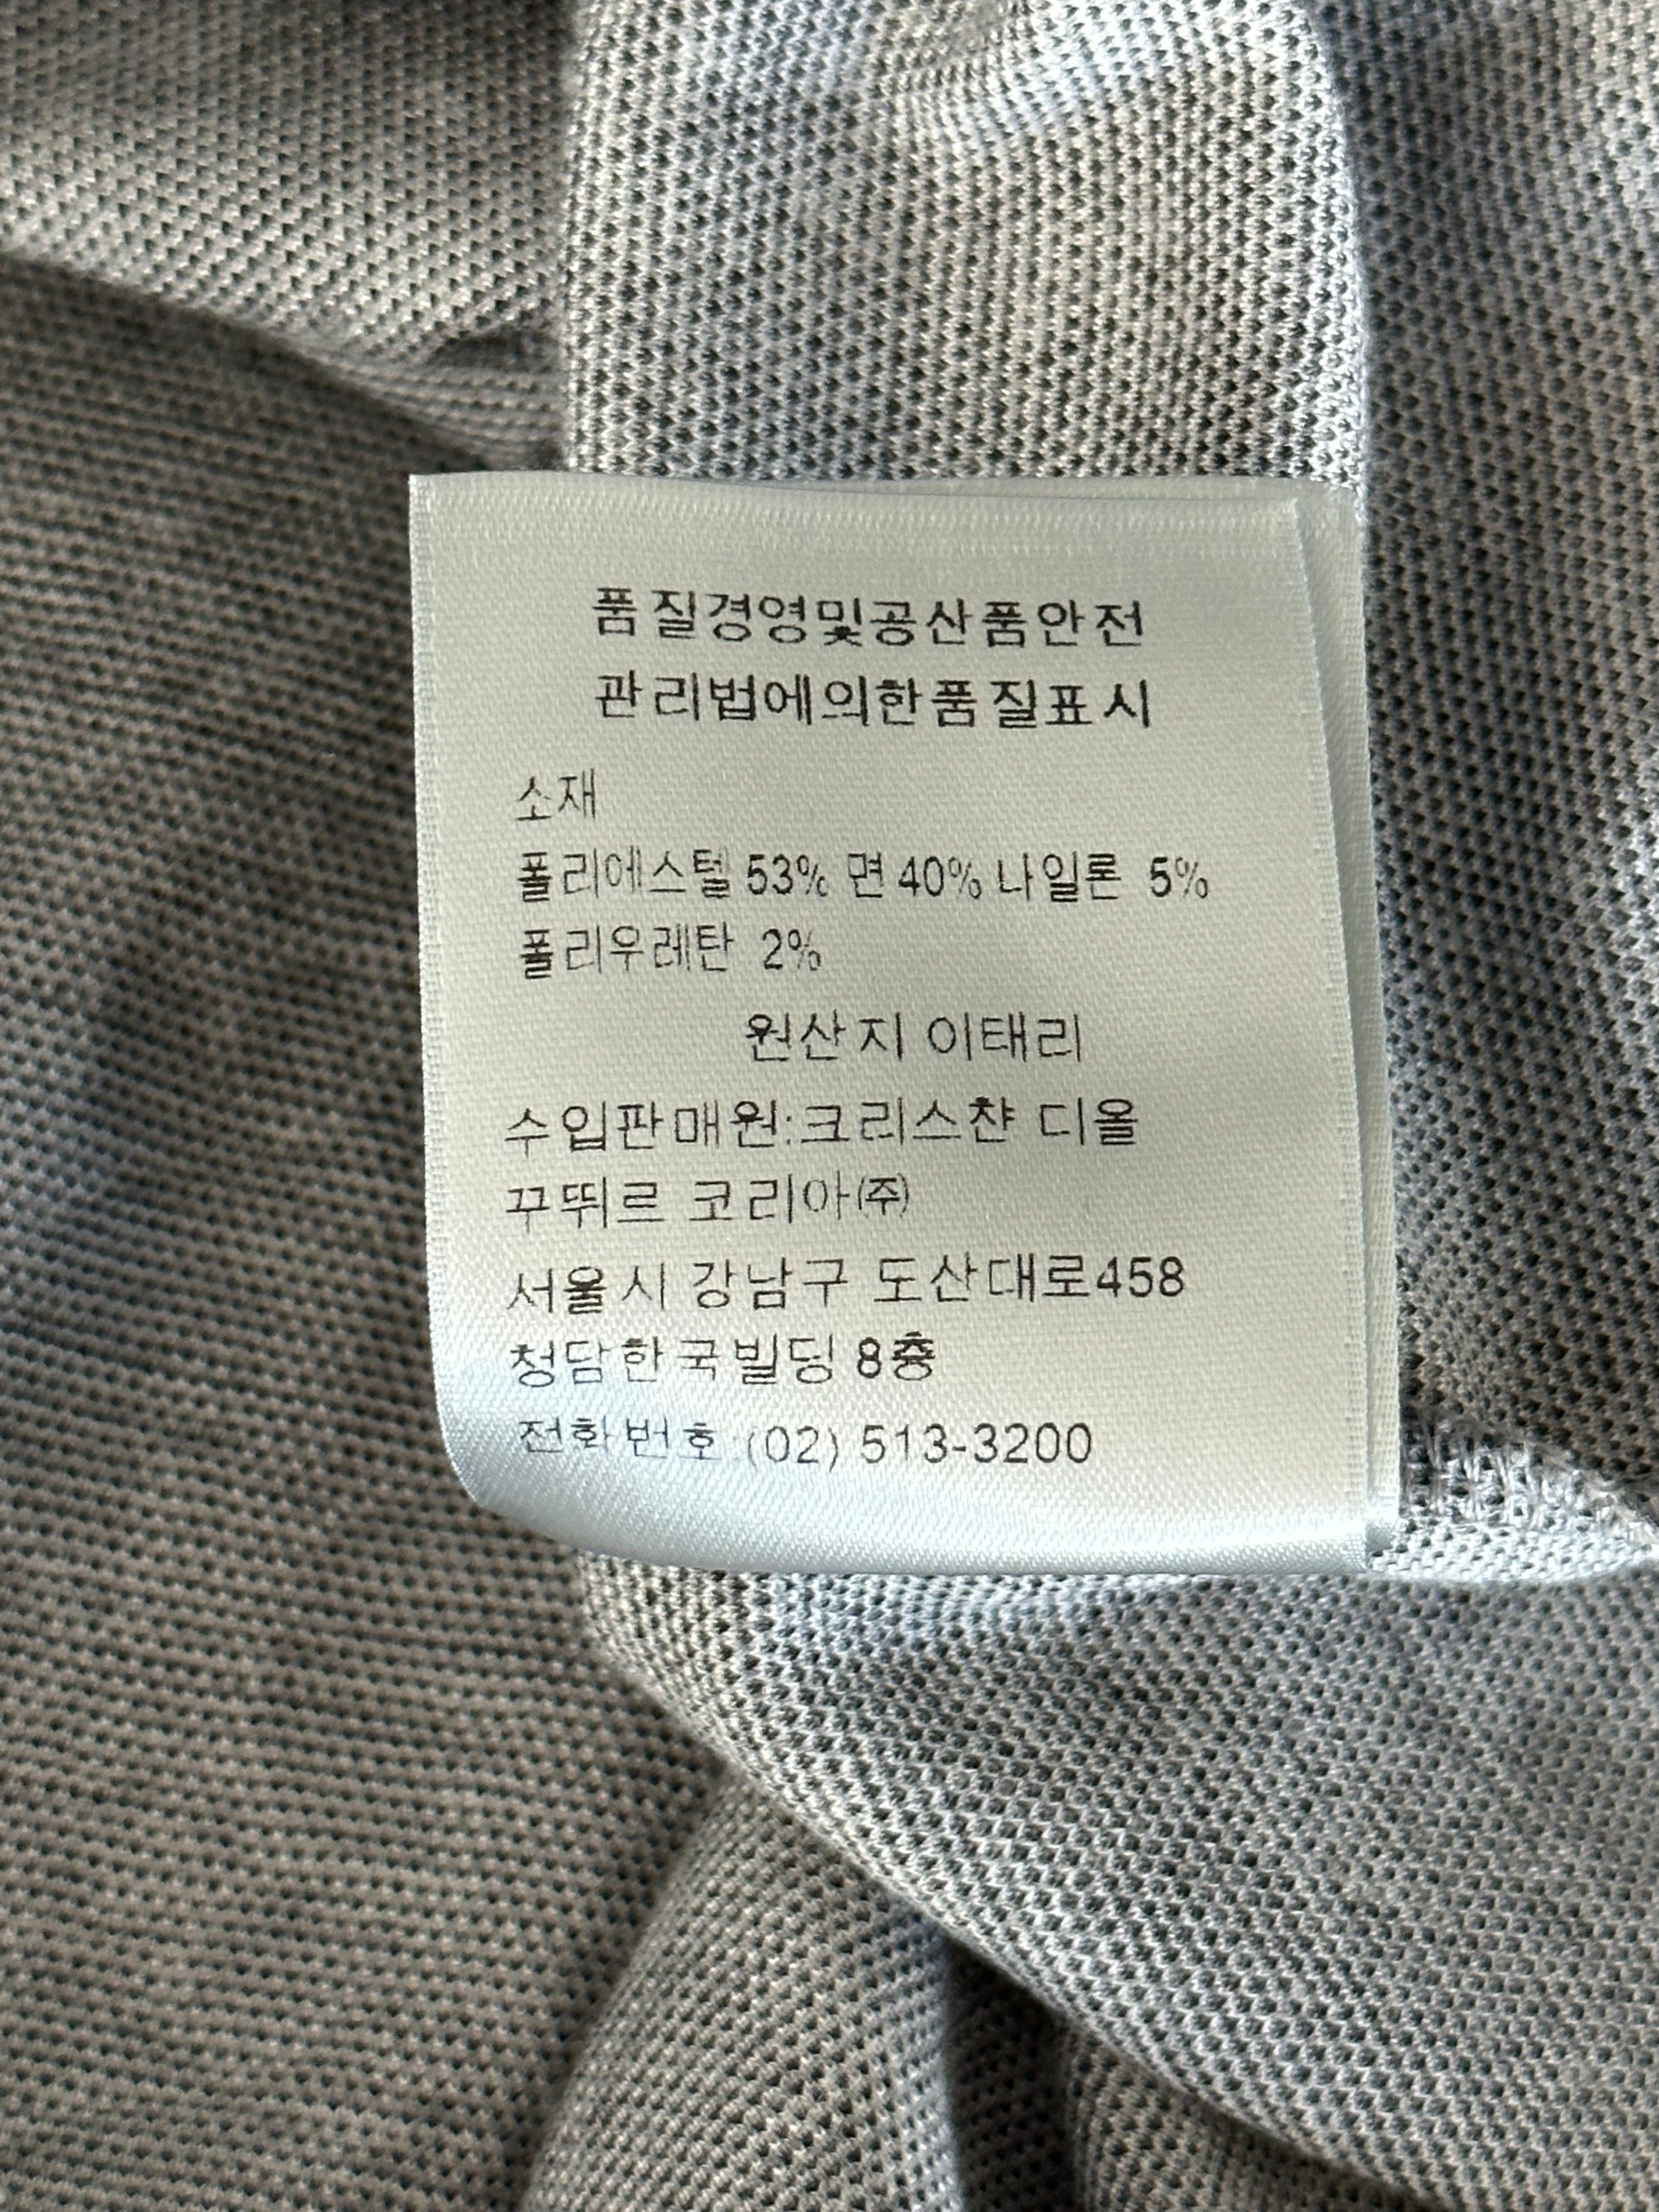 품질경영및공산품안전
관리법에의한품질표시
소재
폴리에스텔 53% 면 40% 나일론 5%
폴리우레탄 2%
원산지 이태리
수입판매원:크리스챤 디올
꾸뛰르 코리아㈜
서울시 강남구 도산대로458
청담한국빌딩 8층
전화번호 (02) 513-3200